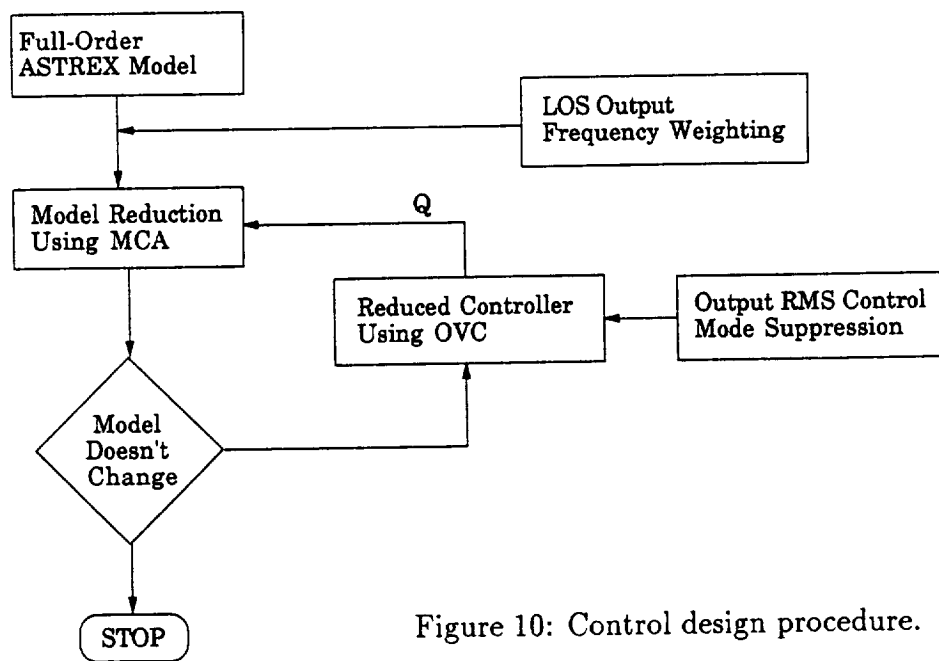 Full-Order
ASTREX Model
LOS Output
Frequency Weighting
Model Reduction
Using MCA
Q
Reduced Controller
Using OVC
Output RMS Control
Mode Suppression
Model
Doesn't
Change
STOP
Figure 10: Control design procedure.